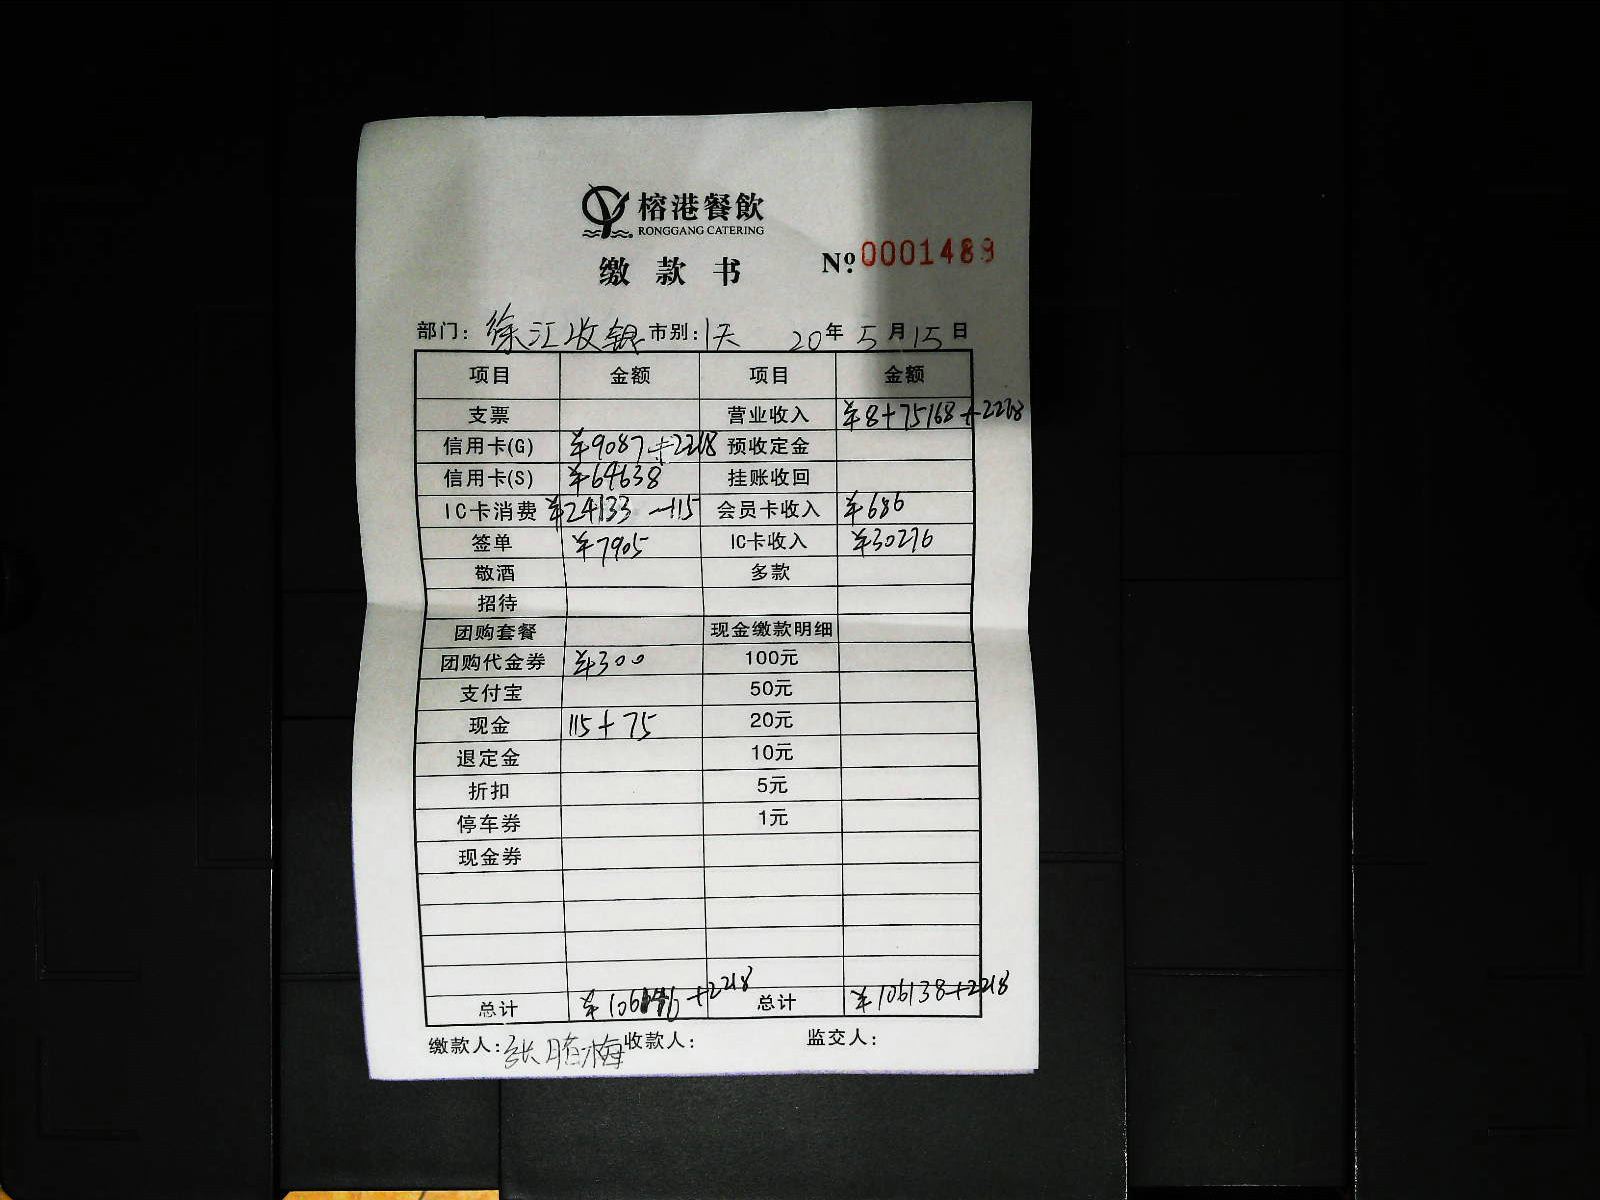 榕港餐飲
RONGGANG CATERING
缴款书 № 0001489
部门: 徐汇收银 市别: 1天 20年 5月 15日
项目 金额 项目 金额
支票 营业收入 ¥8+75168+2218
信用卡(G) ¥9087+2218 预收定金
信用卡(S) ¥64638 挂账收回
IC卡消费 ¥24133-115 会员卡收入 ¥686
签单 ¥7905 IC卡收入 ¥30276
敬酒 多款
招待
团购套餐 现金缴款明细
团购代金券 ¥300 100元
支付宝 50元
现金 115+75 20元
退定金 10元
折扣 5元
停车券 1元
现金券
总计 +2218 总计 ¥106138+2218
缴款人: 张 梅 收款人: 监交人: